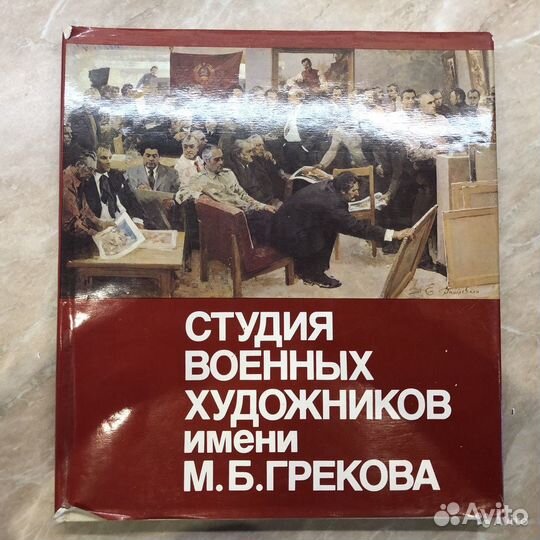 СТУДИЯ
ВОЕННЫХ
ХУДОЖНИКОВ
имени
М.Б.ГРЕКОВА
Avito